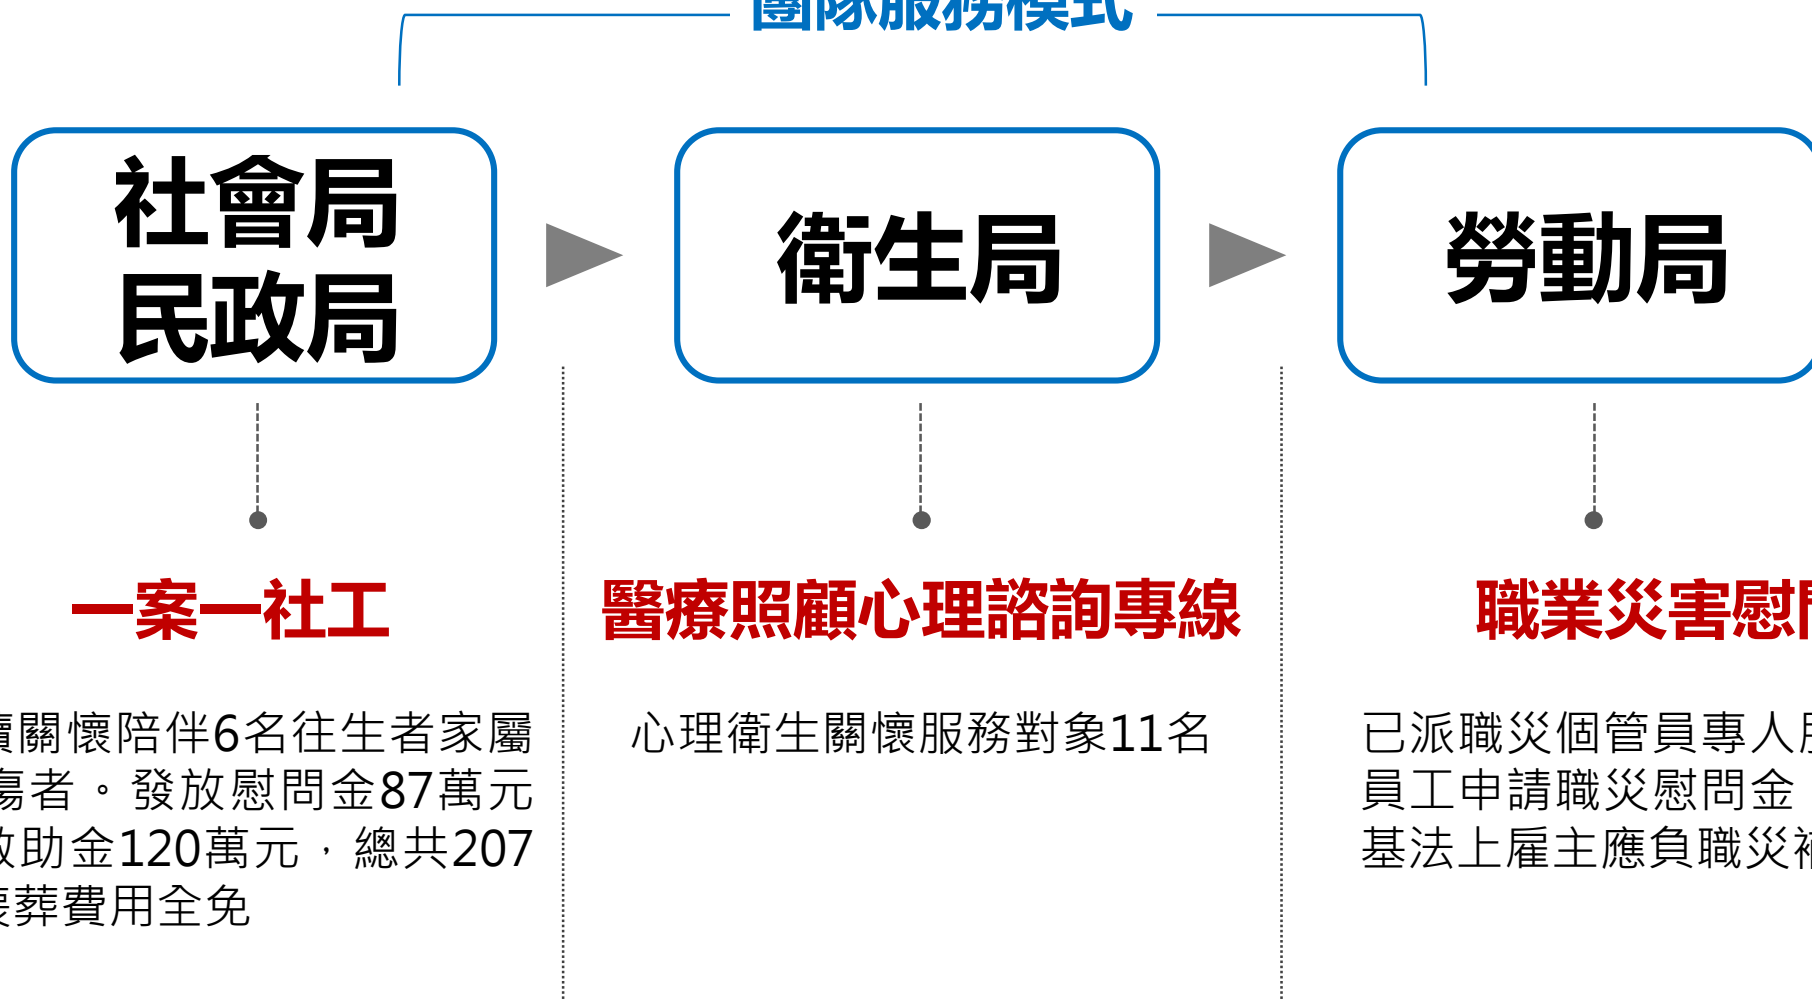 團隊服務模式
社會局
民政局
衛生局
勞動局
一案一社工
醫療照顧心理諮詢專線
職業災害慰
關懷陪伴6名往生者家屬
傷者。發放慰問金87萬元
助金120萬元，總共207
葬費用全免
心理衛生關懷服務對象11名
已派職災個管員專人
員工申請職災慰問金
基法上雇主應負職災